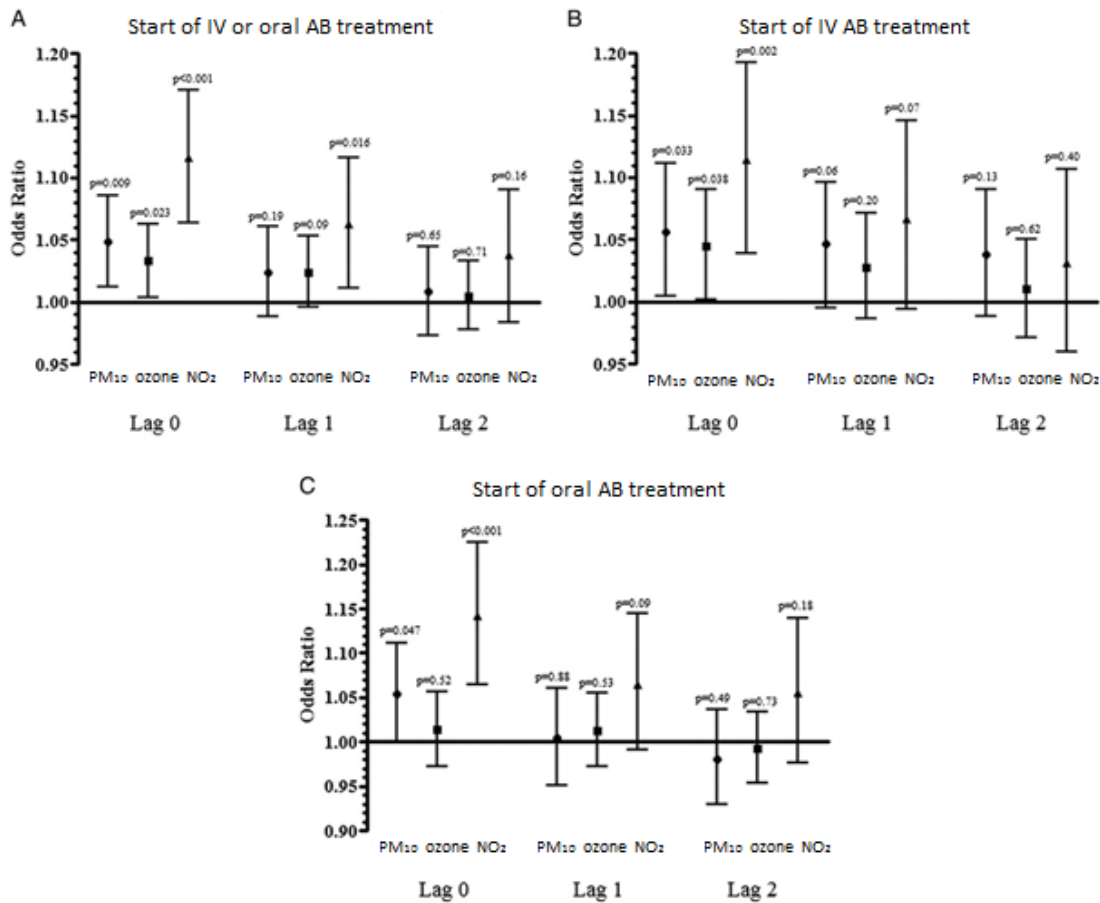 A
Start of IV or oral AB treatment
1.20
1.15
1.10
1.05
1.00
0.95
Odds Ratio
p=0.009
p=0.023
p<0.001
p=0.19
p=0.09
p=0.016
p=0.65
p=0.71
p=0.16
PM₁₀ ozone NO₂ PM₁₀ ozone NO₂ PM₁₀ ozone NO₂
Lag 0 Lag 1 Lag 2
B
Start of IV AB treatment
1.20
1.15
1.10
1.05
1.00
0.95
Odds Ratio
p=0.033
p=0.038
p=0.002
p=0.06
p=0.20
p=0.07
p=0.13
p=0.62
p=0.40
PM₁₀ ozone NO₂ PM₁₀ ozone NO₂ PM₁₀ ozone NO₂
Lag 0 Lag 1 Lag 2
C
Start of oral AB treatment
1.25
1.20
1.15
1.10
1.05
1.00
0.95
0.90
Odds Ratio
p=0.047
p=0.52
p<0.001
p=0.88
p=0.53
p=0.09
p=0.49
p=0.73
p=0.18
PM₁₀ ozone NO₂ PM₁₀ ozone NO₂ PM₁₀ ozone NO₂
Lag 0 Lag 1 Lag 2